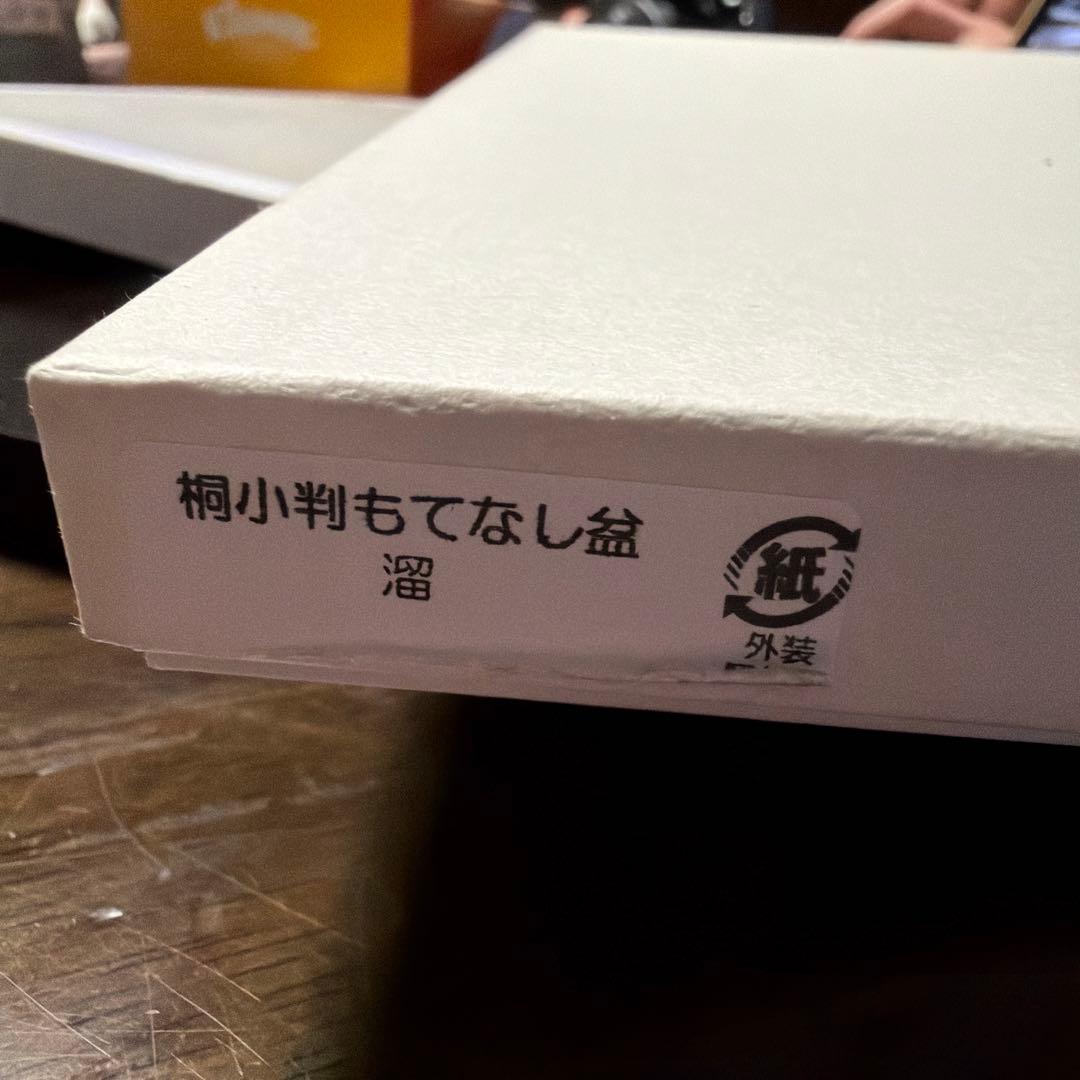 桐小判もてなし盆
溜
紙
外装